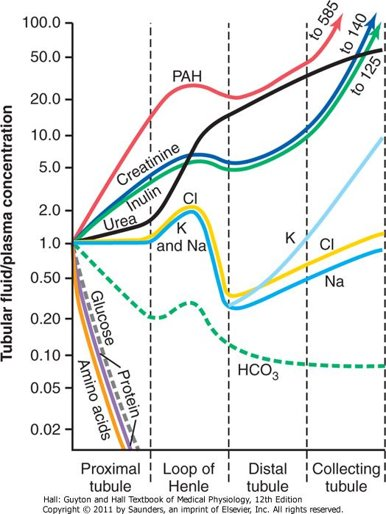 Tubular fluid/plasma concentration
100.0
50.0
20.0
10.0
5.0
2.0
1.0
0.50
0.20
0.10
0.05
0.02
to 585
to 140
to 125
PAH
Creatinine
Inulin
Urea
Cl
K
and Na
K
Cl
Na
Glucose
Protein
Amino acids
HCO3
Proximal
tubule
Loop of
Henle
Distal
tubule
Collecting
tubule
Hall: Guyton and Hall Textbook of Medical Physiology, 12th Edition
Copyright © 2011 by Saunders, an imprint of Elsevier, Inc. All rights reserved.